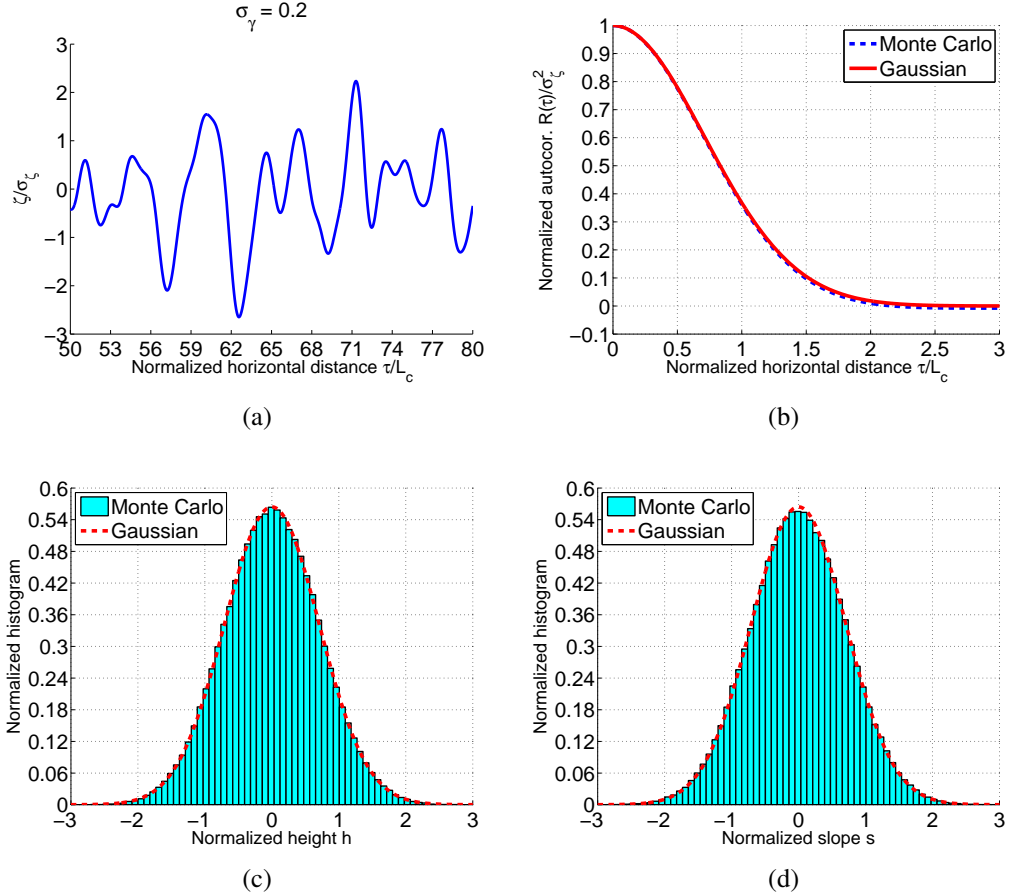 σγ = 0.2
ζ/σζ
3
2
1
0
−1
−2
−3
50 53 56 59 62 65 68 71 74 77 80
Normalized horizontal distance τ/Lc
(a)
Normalized autocor. R(τ)/σζ²
1
0.9
0.8
0.7
0.6
0.5
0.4
0.3
0.2
0.1
0
−0.1
Monte Carlo
Gaussian
0 0.5 1 1.5 2 2.5 3
Normalized horizontal distance τ/Lc
(b)
Normalized histogram
0.6
0.54
0.48
0.42
0.36
0.3
0.24
0.18
0.12
0.06
0
Monte Carlo
Gaussian
−3 −2 −1 0 1 2 3
Normalized height h
(c)
Normalized histogram
0.6
0.54
0.48
0.42
0.36
0.3
0.24
0.18
0.12
0.06
0
Monte Carlo
Gaussian
−3 −2 −1 0 1 2 3
Normalized slope s
(d)